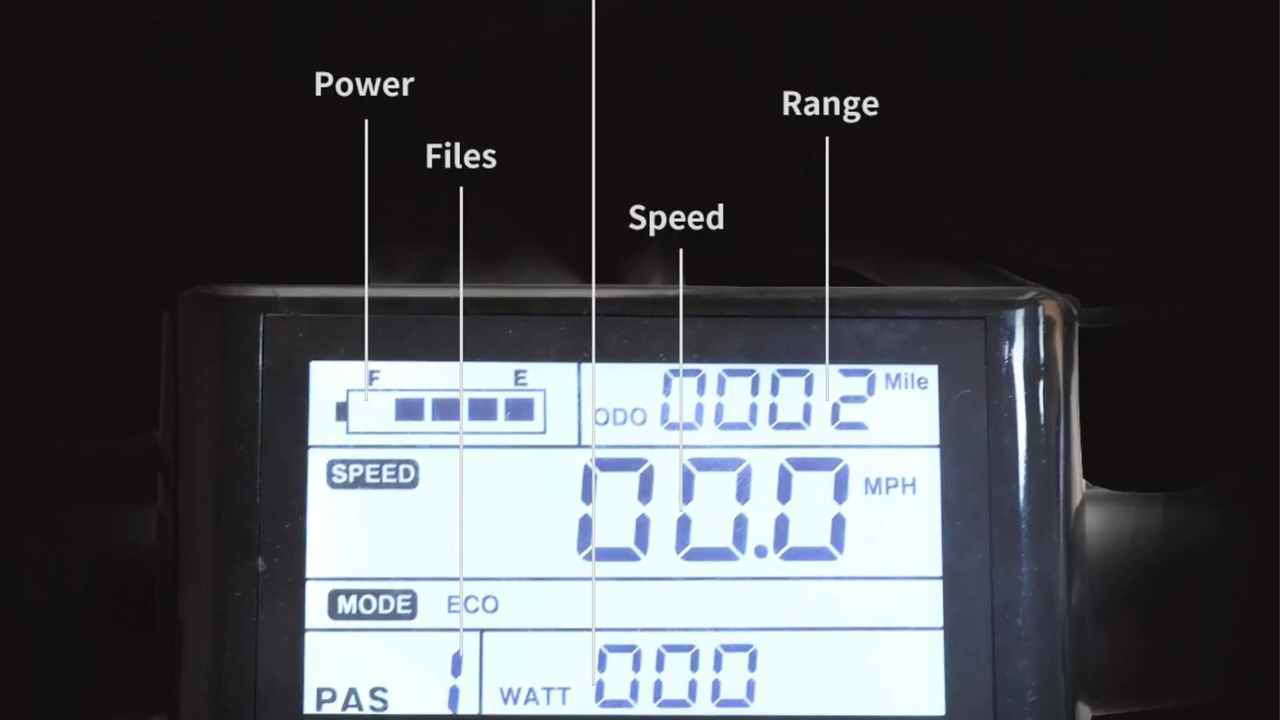 Power
Range
Files
Speed
F E
ODO 0002 Mile
SPEED 00.0 MPH
MODE ECO
PAS 1 WATT 000